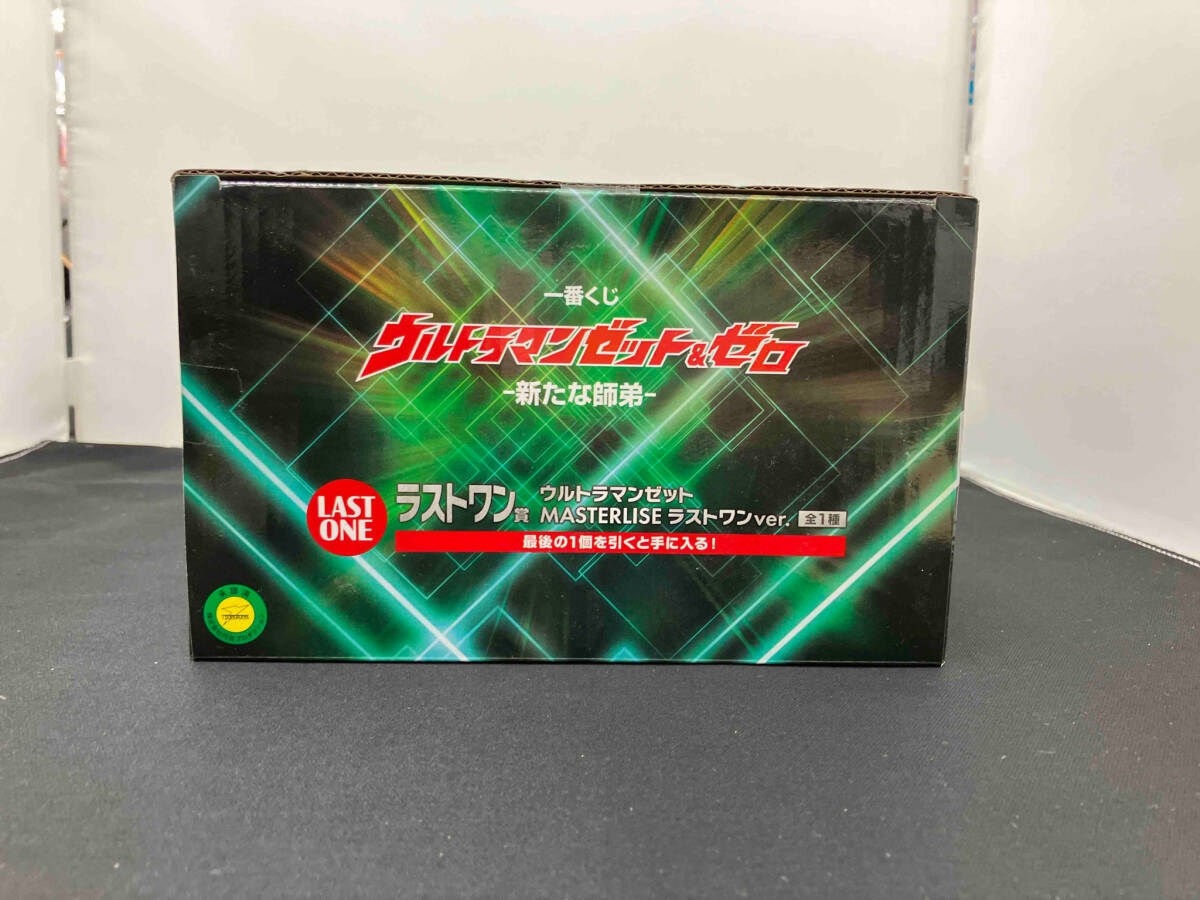 一番くじ
ウルトラマンゼット&ゼロ
-新たな師弟-
LAST
ONE
ラストワン賞
ウルトラマンゼット
MASTERLISE ラストワンver. 全1種
最後の1個を引くと手に入る!